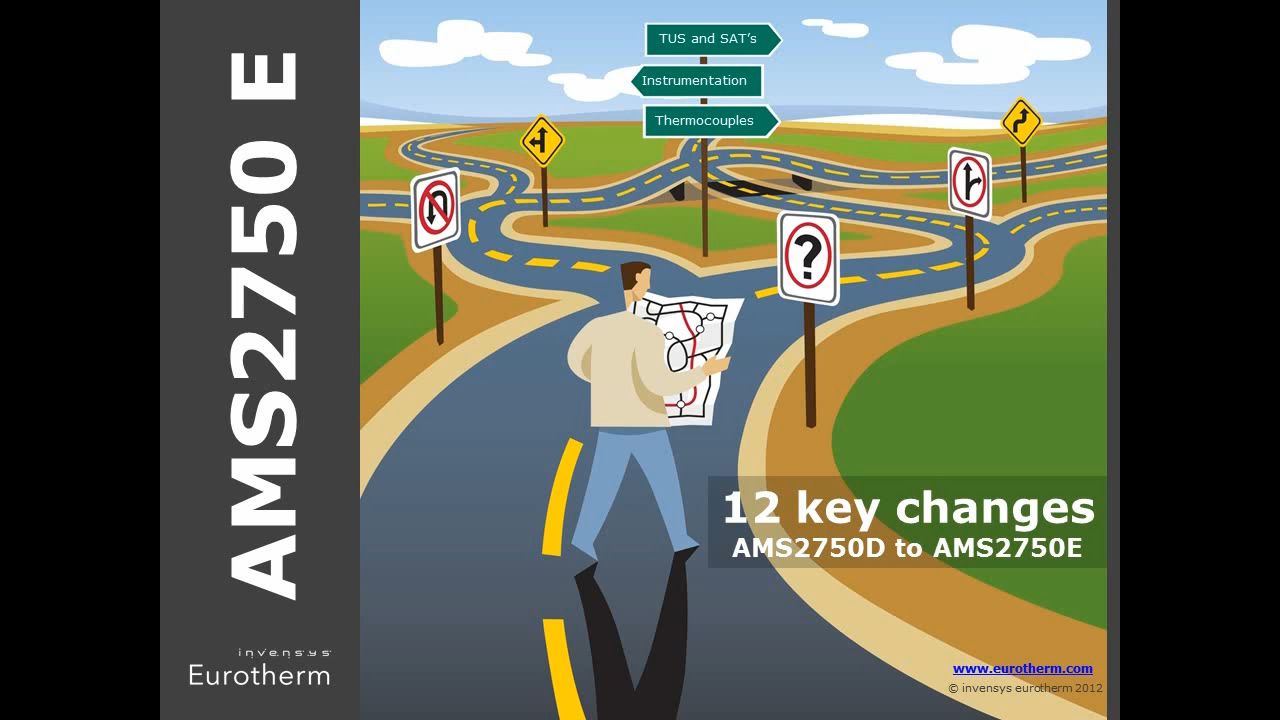 AMS2750 E
invensys
Eurotherm
TUS and SAT’s
Instrumentation
Thermocouples
?
12 key changes
AMS2750D to AMS2750E
www.eurotherm.com
© invensys eurotherm 2012